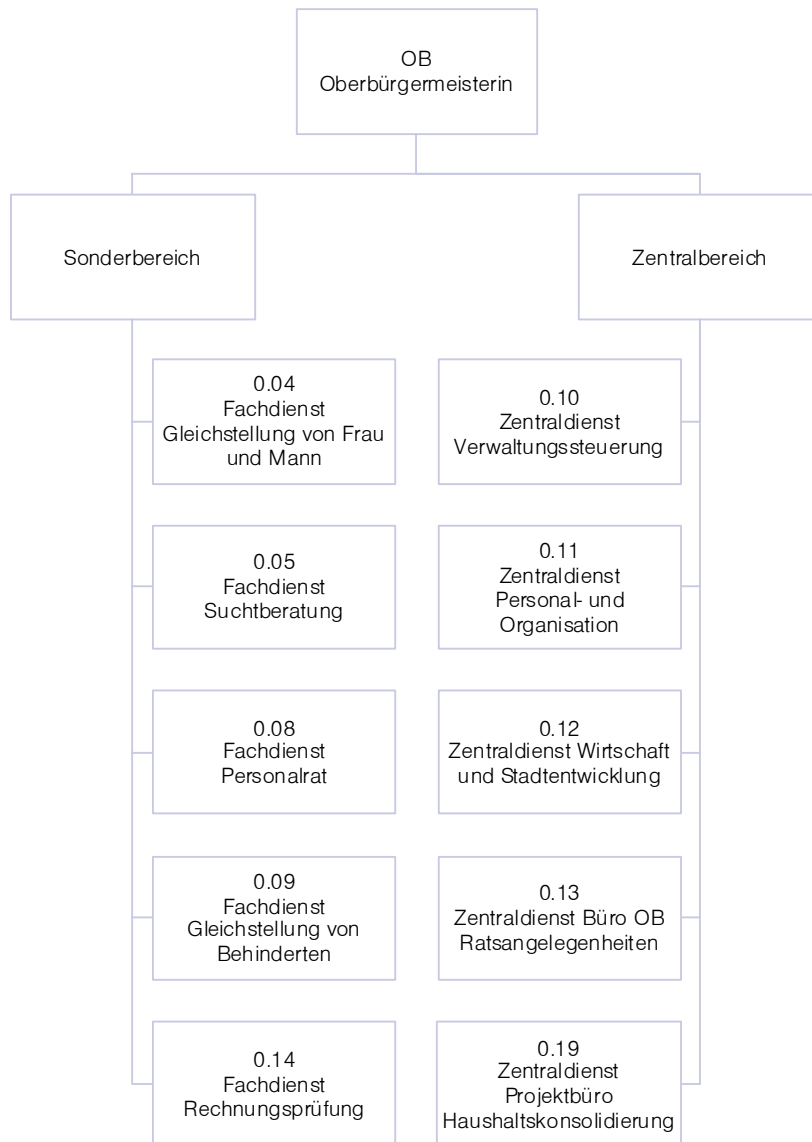 OB
Oberbürgermeisterin
Sonderbereich
Zentralbereich
0.04
Fachdienst
Gleichstellung von Frau
und Mann
0.05
Fachdienst
Suchtberatung
0.08
Fachdienst
Personalrat
0.09
Fachdienst
Gleichstellung von
Behinderten
0.14
Fachdienst
Rechnungsprüfung
0.10
Zentraldienst
Verwaltungssteuerung
0.11
Zentraldienst
Personal- und
Organisation
0.12
Zentraldienst Wirtschaft
und Stadtentwicklung
0.13
Zentraldienst Büro OB
Ratsangelegenheiten
0.19
Zentraldienst
Projektbüro
Haushaltskonsolidierung